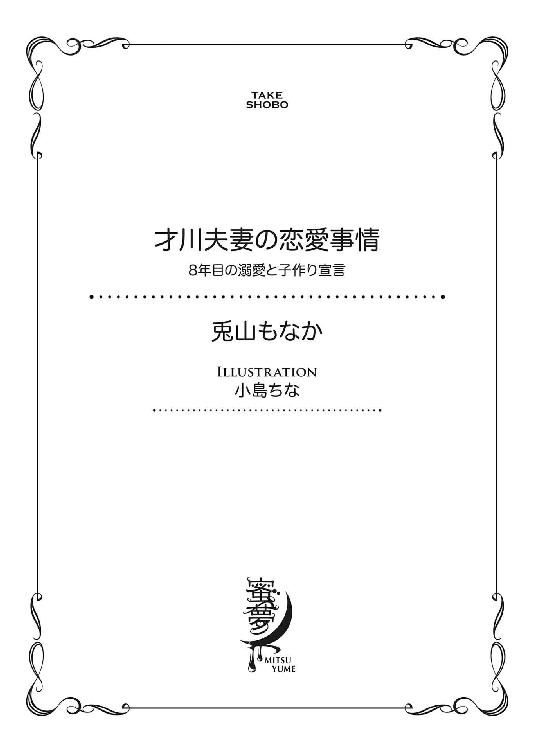 TAKE
SHOBO
才川夫妻の恋愛事情
8年目の溺愛と子作り宣言
兎山もなか
ILLUSTRATION
小島ちな
蜜夢
MITSU
YUME